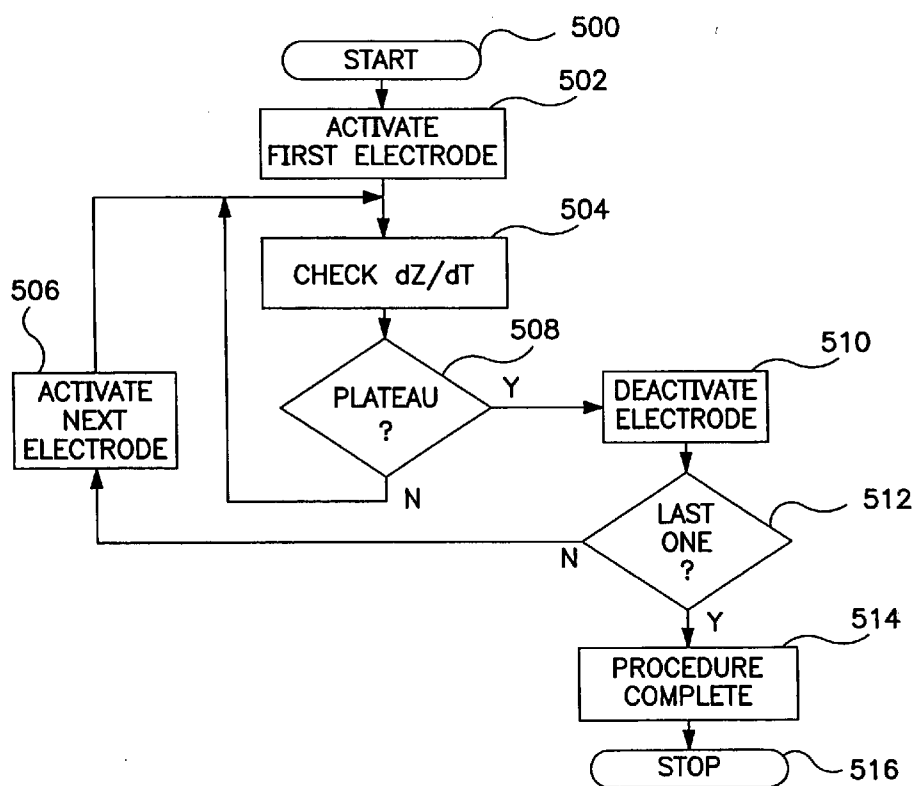 500
START
502
ACTIVATE
FIRST ELECTRODE
504
CHECK dZ/dT
506
ACTIVATE
NEXT
ELECTRODE
508
PLATEAU
?
Y
N
510
DEACTIVATE
ELECTRODE
512
LAST
ONE
?
N
Y
514
PROCEDURE
COMPLETE
STOP
516